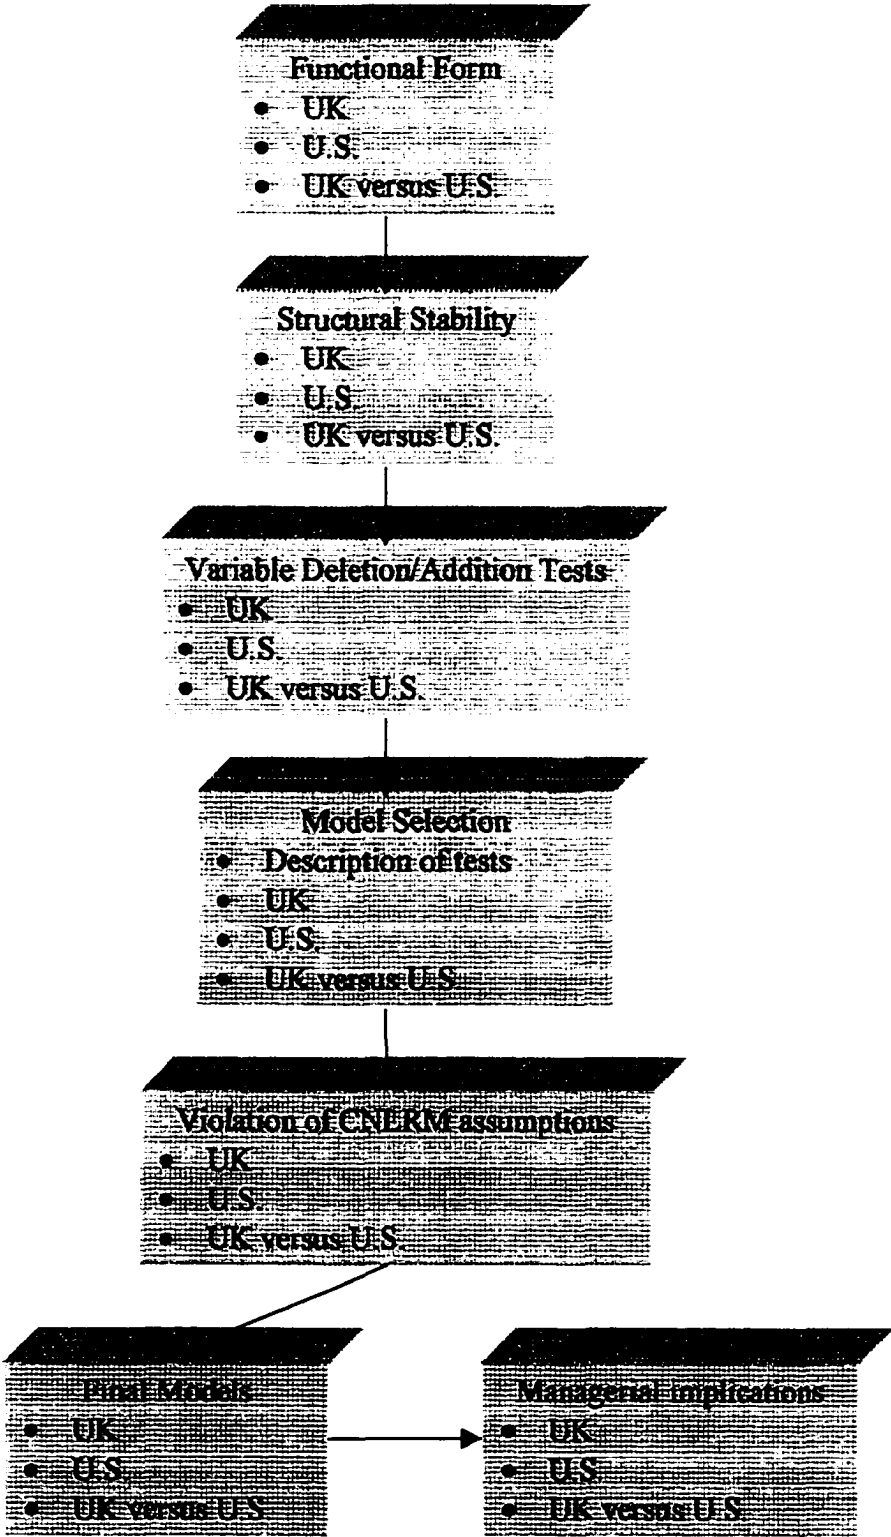 Functional Form
• UK
• U.S.
• UK versus U.S.
Structural Stability
• UK
• U.S.
• UK versus U.S.
Variable Deletion/Addition Tests
• UK
• U.S.
• UK versus U.S.
Model Selection
• Description of tests
• UK
• U.S.
• UK versus U.S
Violation of CNERM assumptions
• UK
• U.S.
• UK versus U.S.
Final Models
• UK
• U.S.
• UK versus U.S
Managerial implications
• UK
• U.S
• UK versus U.S